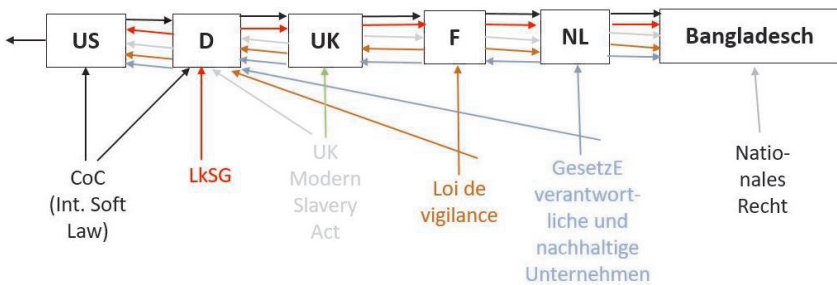 US D UK F NL Bangladesch
CoC
(Int. Soft
Law)
LkSG
UK
Modern
Slavery
Act
Loi de
vigilance
GesetzE
verantwort-
liche und
nachhaltige
Unternehmen
Natio-
nales
Recht